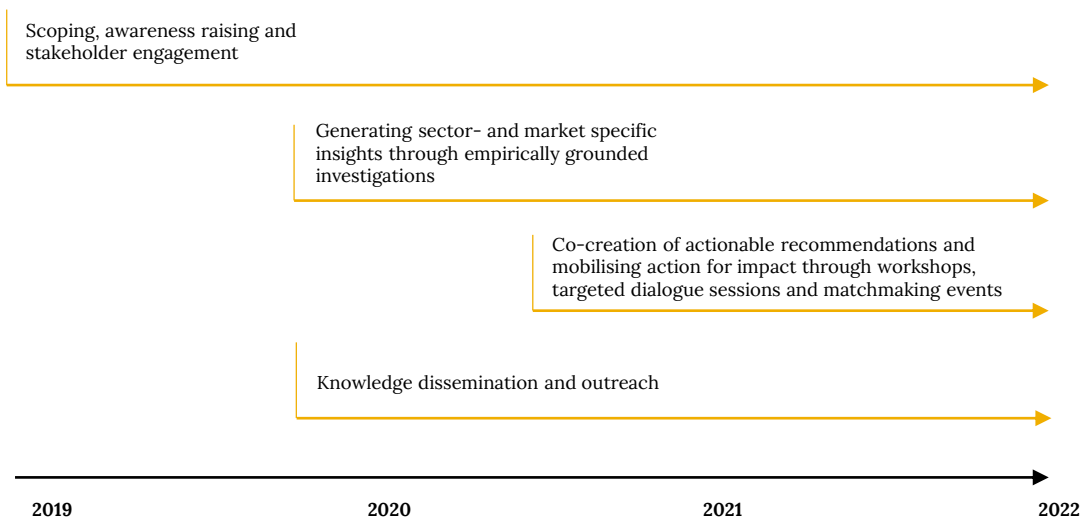 Scoping, awareness raising and
stakeholder engagement
Generating sector- and market specific
insights through empirically grounded
investigations
Co-creation of actionable recommendations and
mobilising action for impact through workshops,
targeted dialogue sessions and matchmaking events
Knowledge dissemination and outreach
2019 2020 2021 2022